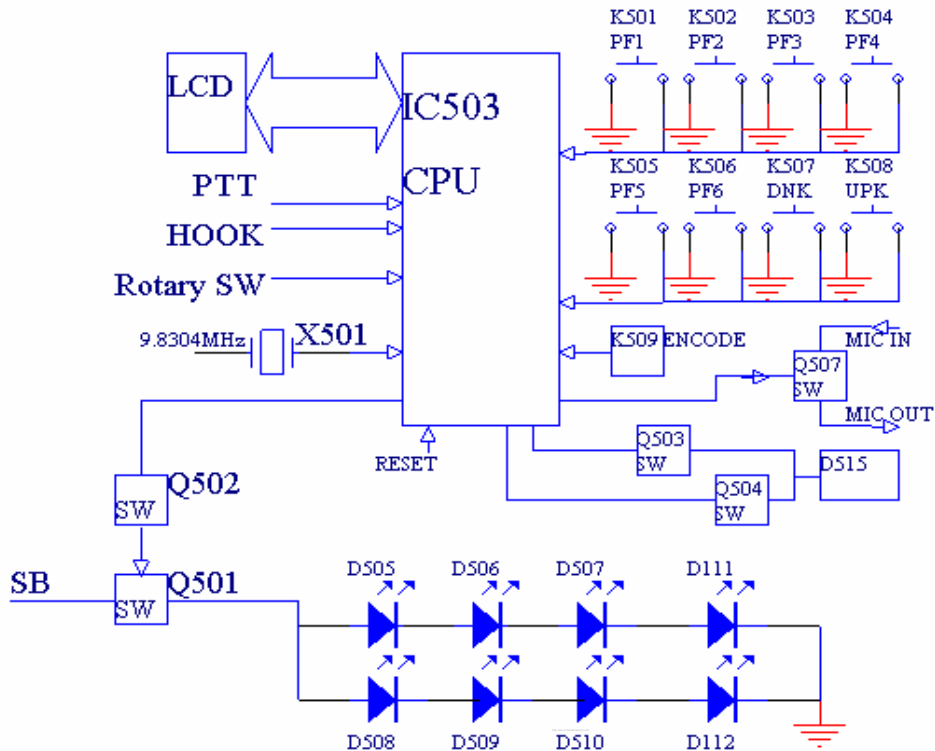 K501 K502 K503 K504
PF1 PF2 PF3 PF4
LCD
IC503
CPU
PTT
HOOK
Rotary SW
9.8304MHz
X501
K505 K506 K507 K508
PF5 PF6 DNK UPK
K509 ENCODE
MIC IN
Q507
SW
MIC OUT
RESET
Q503
SW
Q504
SW
D515
Q502
SW
SB
Q501
SW
D505 D506 D507 D111
D508 D509 D510 D112